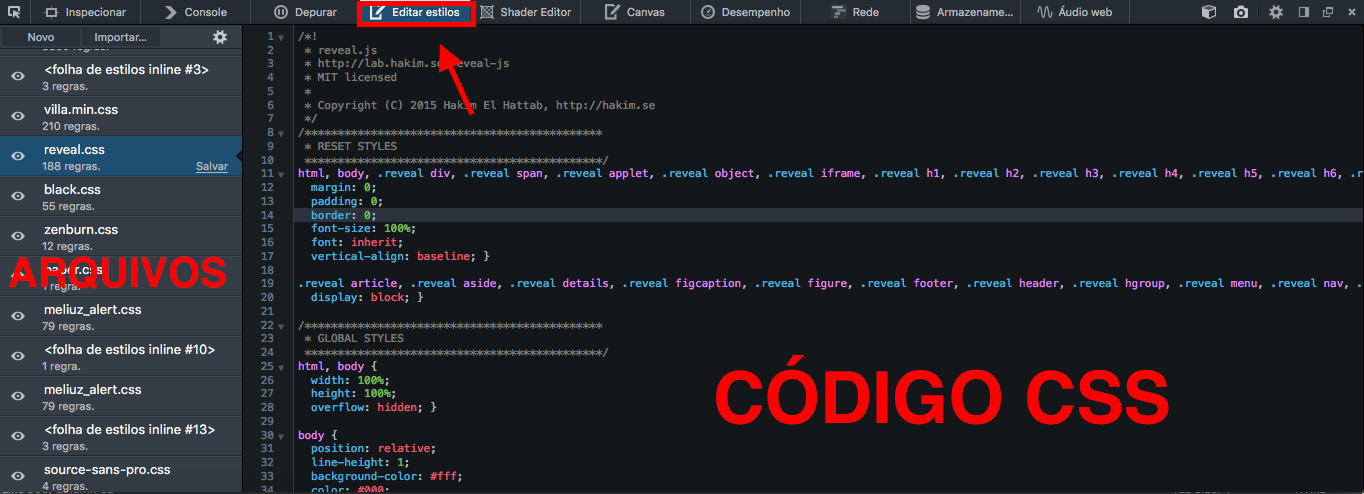 Inspecionar Console Depurar Editar estilos Shader Editor Canvas Desempenho Rede Armazename... Áudio web
Novo Importar...
regras.
<folha de estilos inline #3>
3 regras.
villa.min.css
210 regras.
reveal.css
188 regras. Salvar
black.css
55 regras.
zenburn.css
12 regras.
paper.css
ARQUIVOS
1 regra.
meliuz_alert.css
79 regras.
<folha de estilos inline #10>
1 regra.
meliuz_alert.css
79 regras.
<folha de estilos inline #13>
3 regras.
source-sans-pro.css
4 regras.
1 /*!
2 * reveal.js
3 * http://lab.hakim.se/reveal-js
4 * MIT licensed
5 *
6 * Copyright (C) 2015 Hakim El Hattab, http://hakim.se
7 */
8 /*********************************************
9 * RESET STYLES
10 *********************************************/
11 html, body, .reveal div, .reveal span, .reveal applet, .reveal object, .reveal iframe, .reveal h1, .reveal h2, .reveal h3, .reveal h4, .reveal h5, .reveal h6, .r
12 margin: 0;
13 padding: 0;
14 border: 0;
15 font-size: 100%;
16 font: inherit;
17 vertical-align: baseline; }
18
19 .reveal article, .reveal aside, .reveal details, .reveal figcaption, .reveal figure, .reveal footer, .reveal header, .reveal hgroup, .reveal menu, .reveal nav, .
20 display: block; }
21
22 /*********************************************
23 * GLOBAL STYLES
24 *********************************************/
25 html, body {
26 width: 100%;
27 height: 100%;
28 overflow: hidden; }
29
30 body {
31 position: relative;
32 line-height: 1;
33 background-color: #fff;
34 color: #000;
CÓDIGO CSS